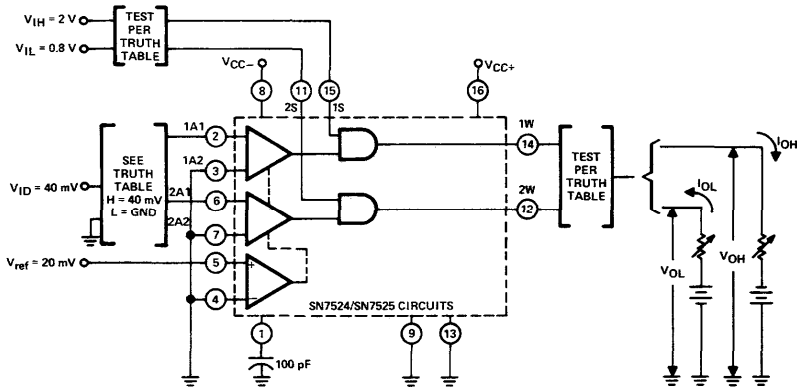 V_IH = 2 V
V_IL = 0.8 V
TEST
PER
TRUTH
TABLE
V_CC−
V_CC+
8
11
15
16
2S
1S
1A1
2
1A2
3
2A1
6
2A2
7
5
+
4
−
SEE
TRUTH
TABLE
H = 40 mV
L = GND
V_ID = 40 mV
V_ref = 20 mV
1W
14
2W
12
TEST
PER
TRUTH
TABLE
I_OH
I_OL
V_OL
V_OH
SN7524/SN7525 CIRCUITS
1
9
13
100 pF